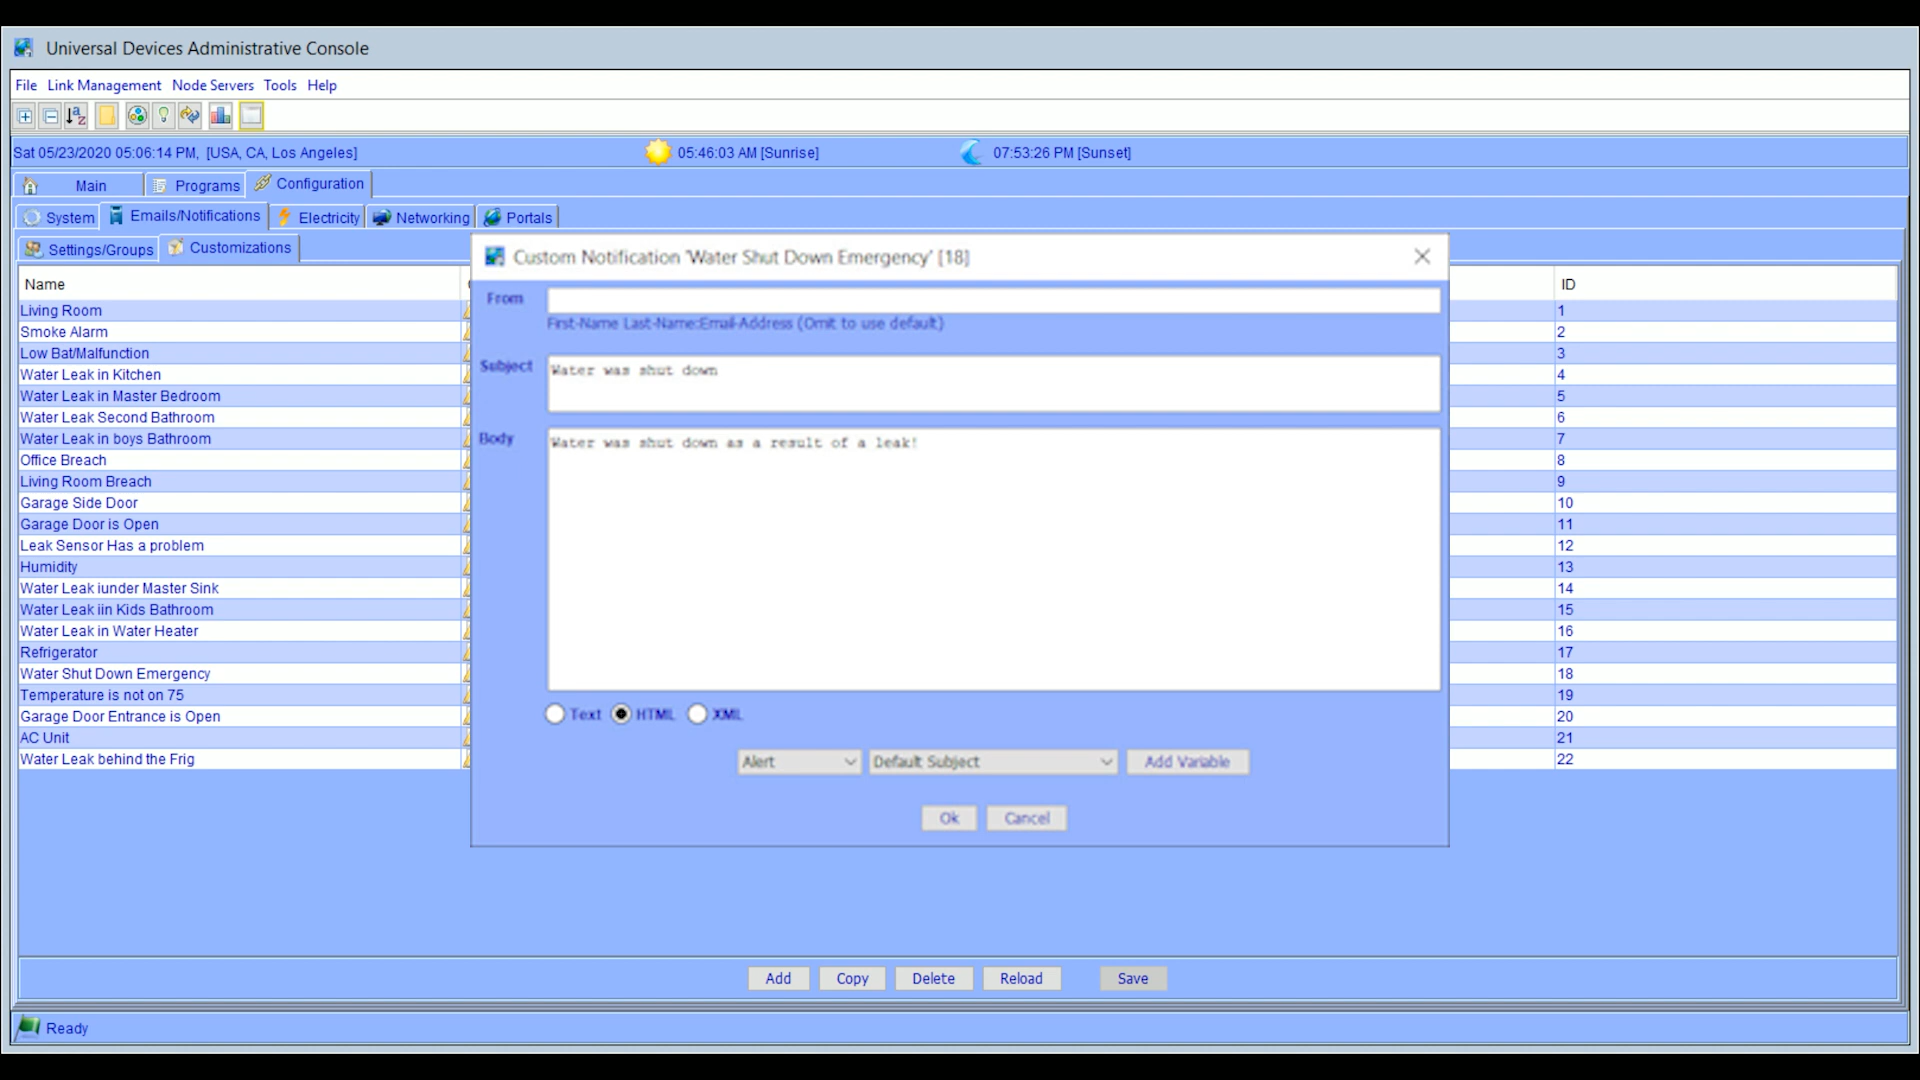 Universal Devices Administrative Console
File Link Management Node Servers Tools Help
Sat 05/23/2020 05:06:14 PM, [USA, CA, Los Angeles] 05:46:03 AM [Sunrise] 07:53:26 PM [Sunset]
Main Programs Configuration
System Emails/Notifications Electricity Networking Portals
Settings/Groups Customizations
Custom Notification 'Water Shut Down Emergency' [18]
From
First-Name Last-Name:Email-Address (Omit to use default)
Subject Water was shut down
Body Water was shut down as a result of a leak!
Text HTML XML
Alert Default Subject Add Variable
Ok Cancel
Name ID
Living Room 1
Smoke Alarm 2
Low Bat/Malfunction 3
Water Leak in Kitchen 4
Water Leak in Master Bedroom 5
Water Leak Second Bathroom 6
Water Leak in boys Bathroom 7
Office Breach 8
Living Room Breach 9
Garage Side Door 10
Garage Door is Open 11
Leak Sensor Has a problem 12
Humidity 13
Water Leak iunder Master Sink 14
Water Leak iin Kids Bathroom 15
Water Leak in Water Heater 16
Refrigerator 17
Water Shut Down Emergency 18
Temperature is not on 75 19
Garage Door Entrance is Open 20
AC Unit 21
Water Leak behind the Frig 22
Add Copy Delete Reload Save
Ready